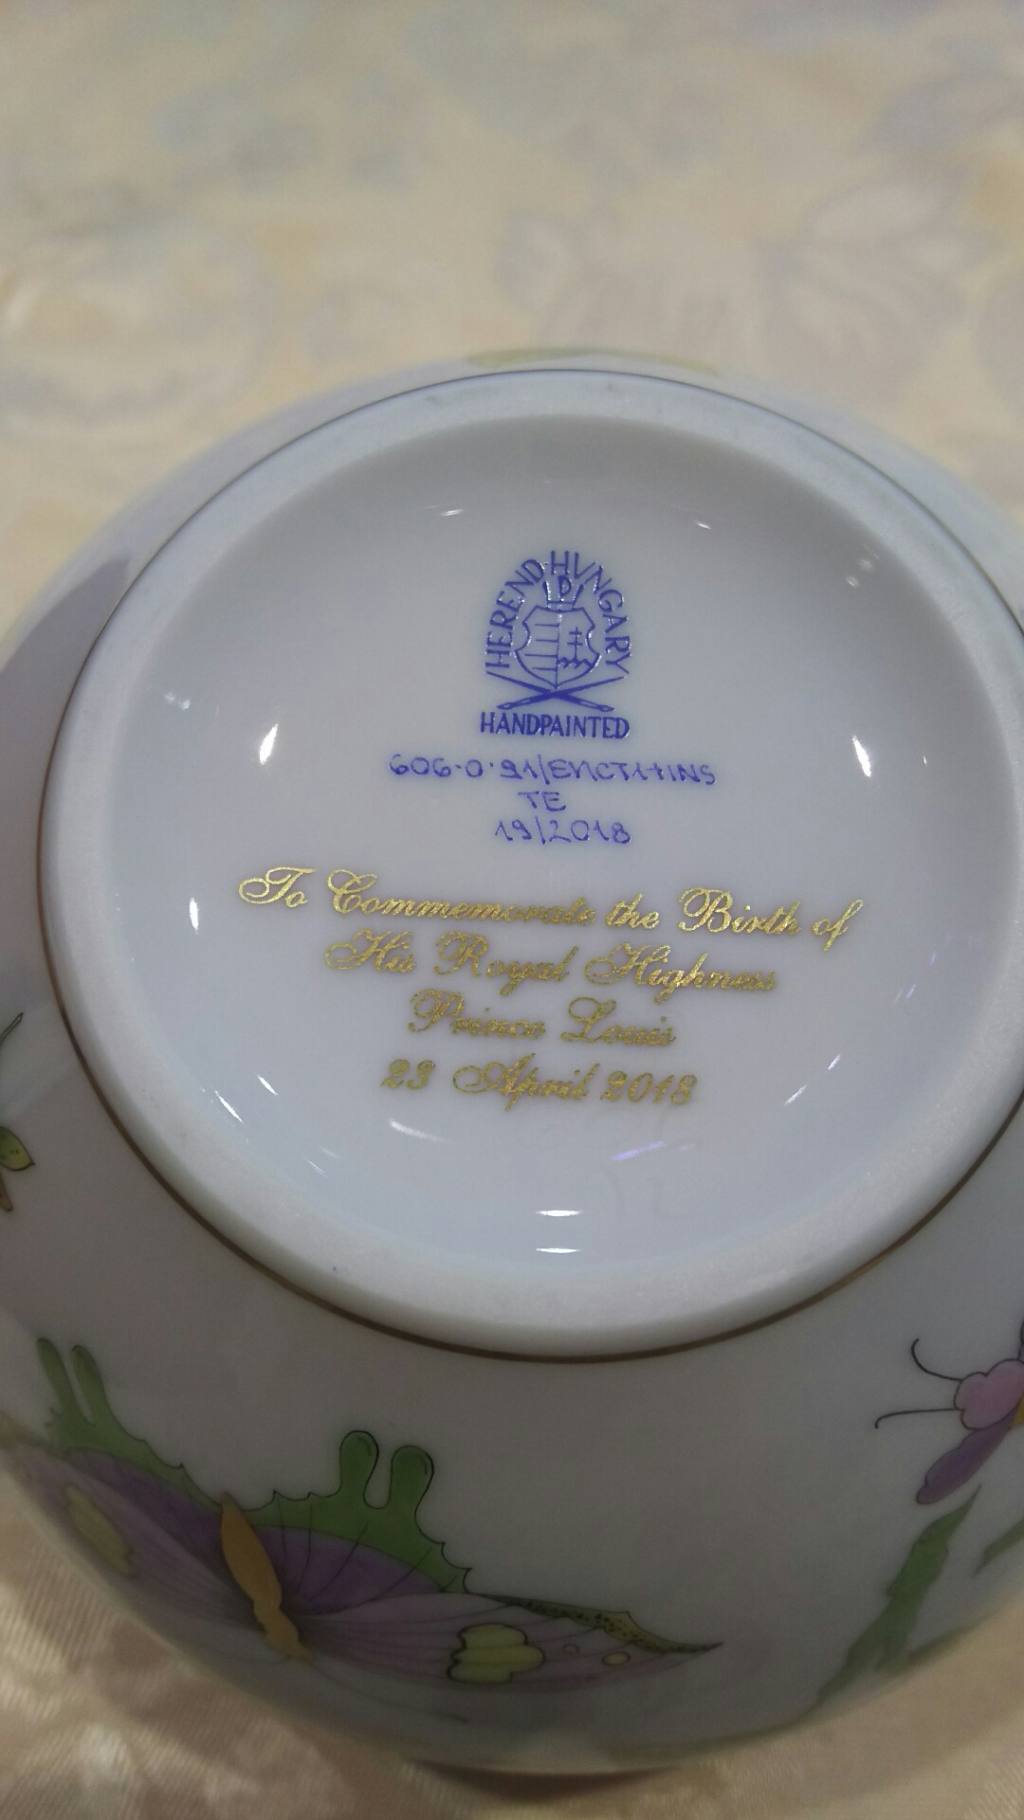 HEREND HUNGARY
HANDPAINTED
606-0-91/ENCT1+INS
TE
19/2018
To Commemorate the Birth of
His Royal Highness
Prince Louis
23 April 2018